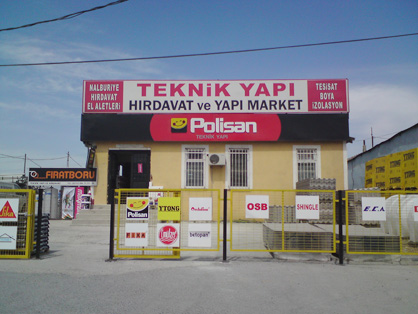 NALBURİYE
HIRDAVAT
EL ALETLERİ
TEKNiK YAPI
HIRDAVAT ve YAPI MARKET
TESİSAT
BOYA
İZOLASYON
Polisan
TEKNİK YAPI
FIRATBORU
Polisan
YTONG
OSB
SHINGLE
E.C.A.
betopan